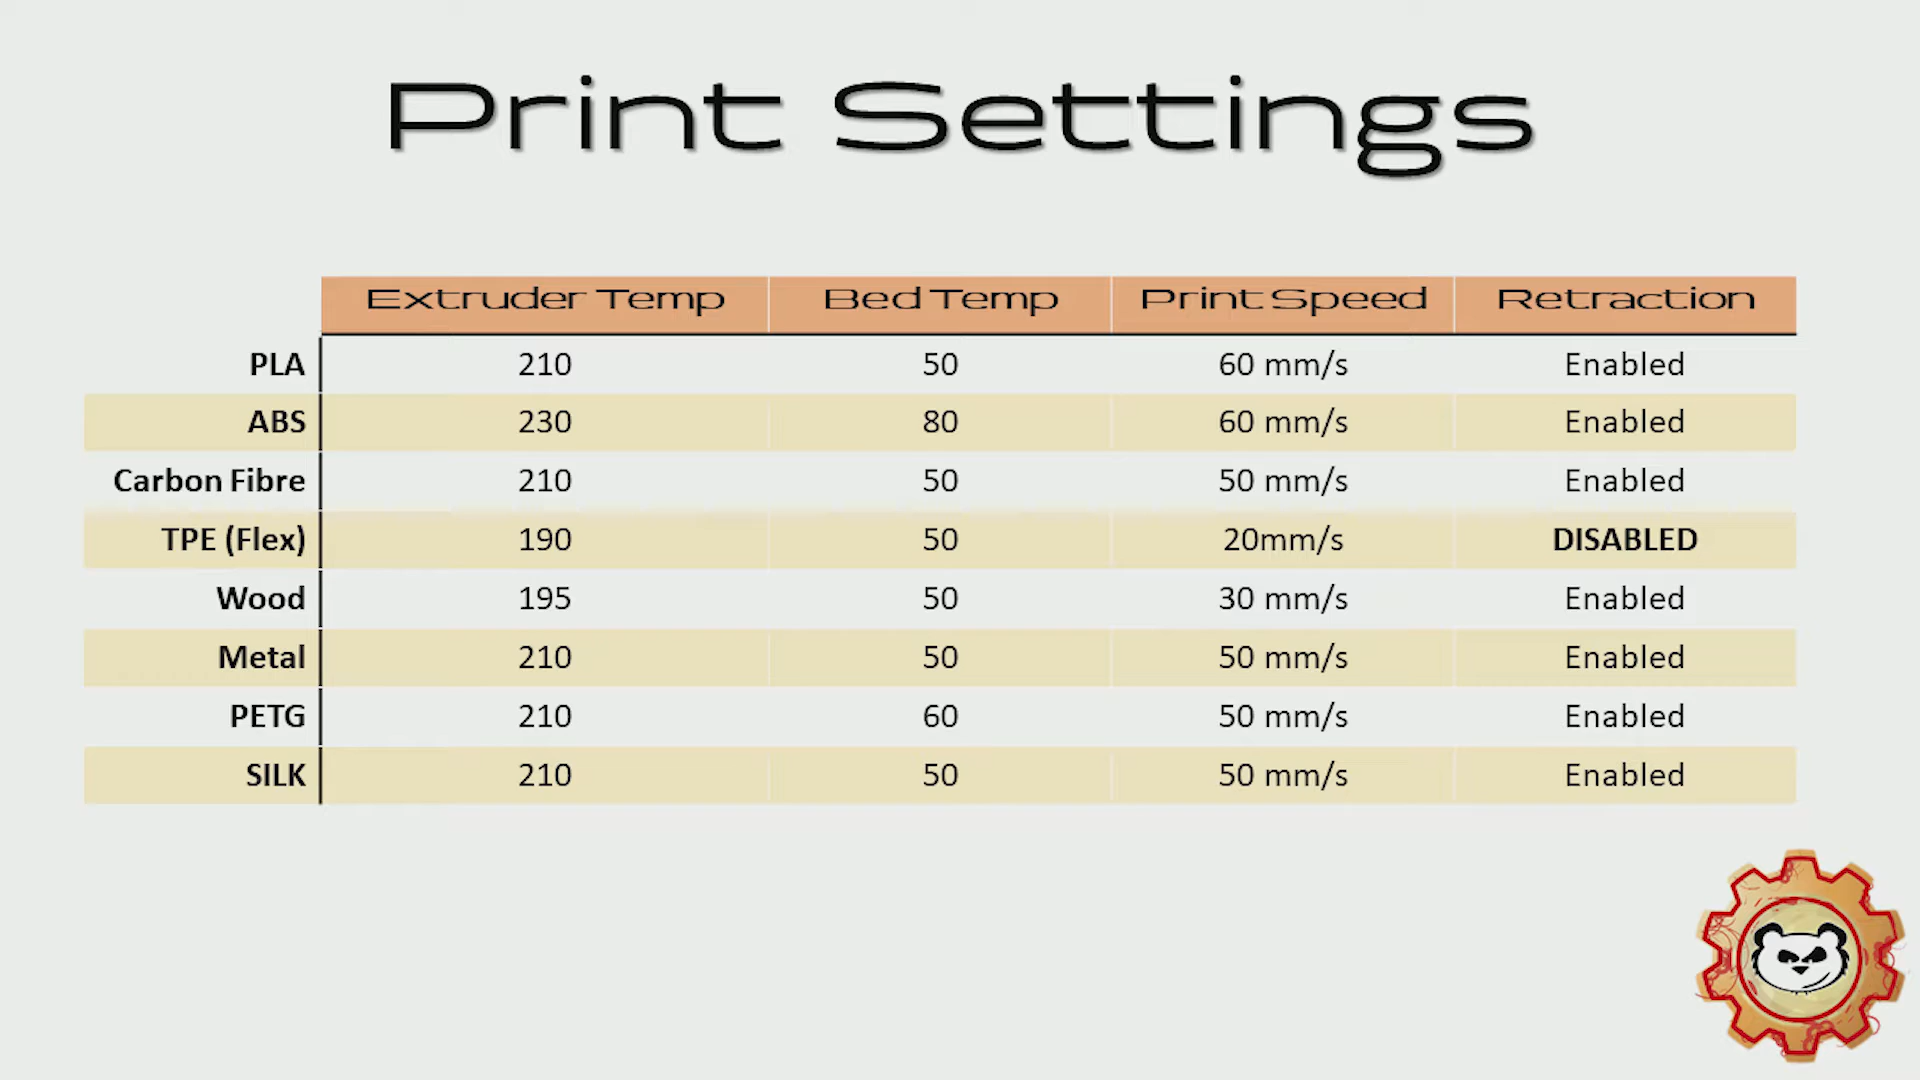 Print Settings
Extruder Temp Bed Temp Print Speed Retraction
PLA 210 50 60 mm/s Enabled
ABS 230 80 60 mm/s Enabled
Carbon Fibre 210 50 50 mm/s Enabled
TPE (Flex) 190 50 20mm/s DISABLED
Wood 195 50 30 mm/s Enabled
Metal 210 50 50 mm/s Enabled
PETG 210 60 50 mm/s Enabled
SILK 210 50 50 mm/s Enabled